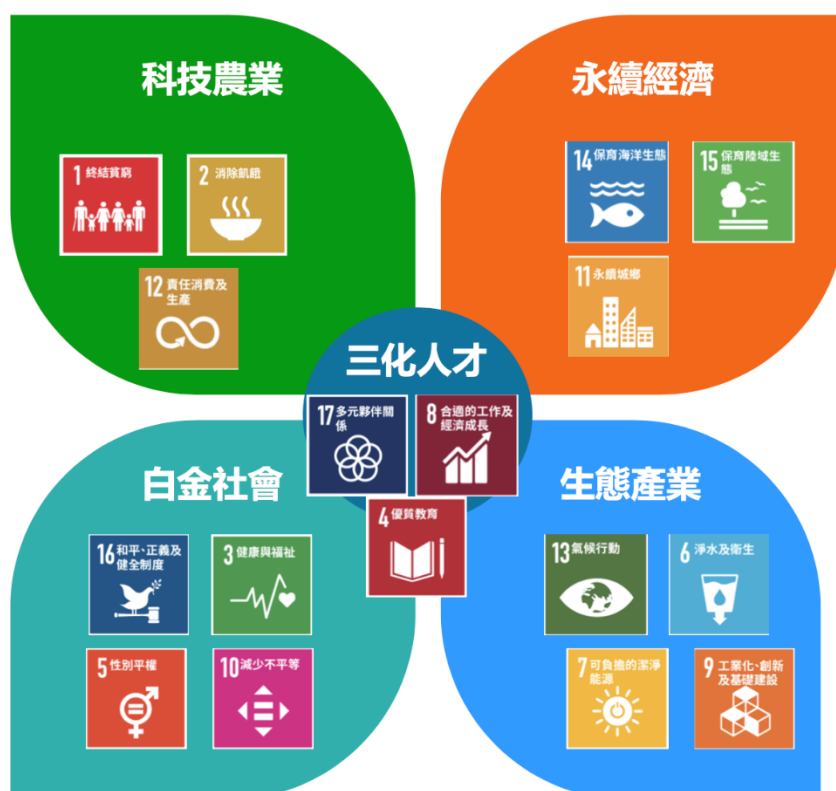 科技農業
1 終結貧窮
2 消除飢餓
12 責任消費及
生產
永續經濟
14 保育海洋生態
15 保育陸域生
態
11 永續城鄉
三化人才
17 多元夥伴關
係
8 合適的工作及
經濟成長
4 優質教育
白金社會
16 和平、正義及
健全制度
3 健康與福祉
5 性別平權
10 減少不平等
生態產業
13 氣候行動
6 淨水及衛生
7 可負擔的潔淨
能源
9 工業化、創新
及基礎建設